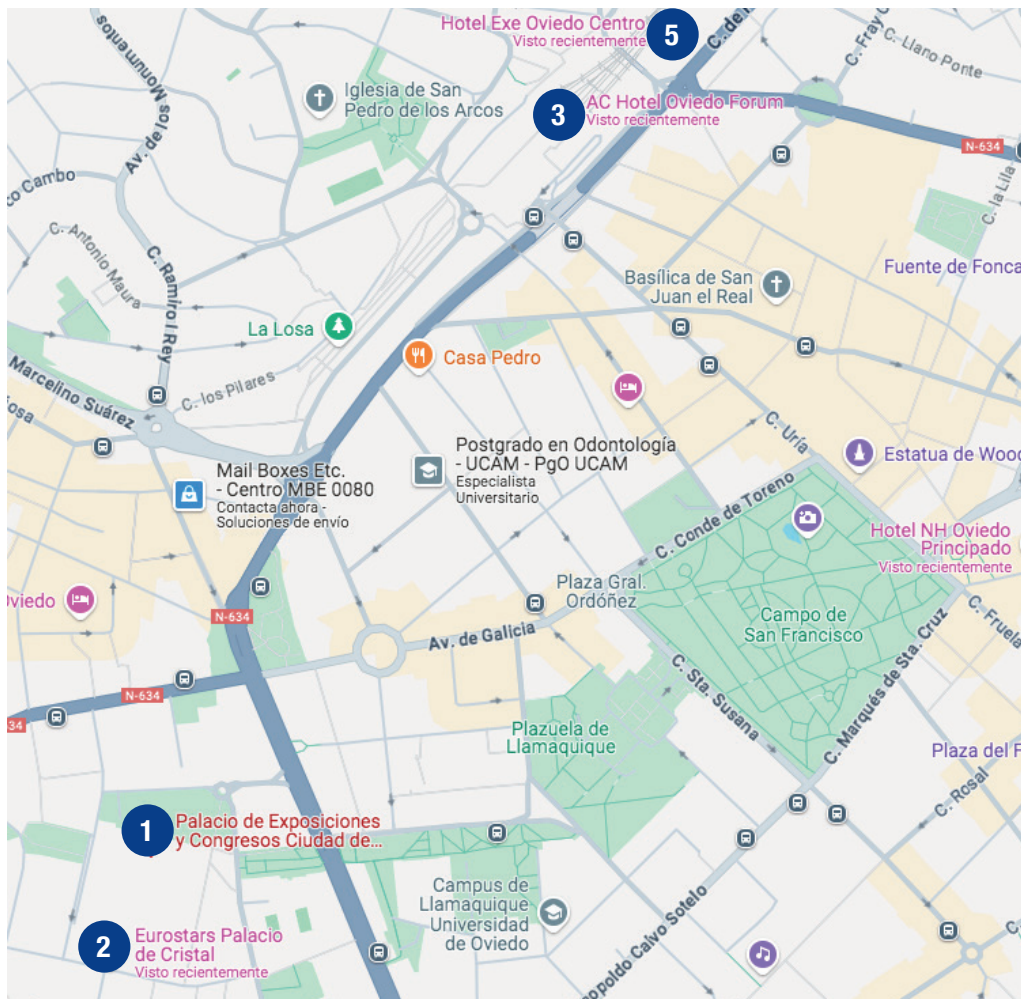 Hotel Exe Oviedo Centro
Visto recientemente
5
C. de
C. Fray
C. Llano Ponte
Av. de los Monumentos
Iglesia de San
Pedro de los Arcos
3
AC Hotel Oviedo Forum
Visto recientemente
N-634
co Cambo
C. la Lila
C. Antonio Maura
C. Ramiro I Rey
Basílica de San
Juan el Real
Fuente de Fonca
La Losa
Casa Pedro
Marcelino Suárez
C. los Pilares
osa
C. Uría
Mail Boxes Etc.
- Centro MBE 0080
Contacta ahora -
Soluciones de envío
Postgrado en Odontología
- UCAM - PgO UCAM
Especialista
Universitario
Estatua de Wood
C. Conde de Toreno
Hotel NH Oviedo
Principado
Visto recientemente
Plaza Gral.
Ordóñez
Oviedo
N-634
Campo de
San Francisco
C. Fruela
Av. de Galicia
C. Sta. Susana
C. Marqués de Sta. Cruz
N-634
34
Plazuela de
Llamaquique
Plaza del F
C. Rosal
1
Palacio de Exposiciones
y Congresos Ciudad de...
Campus de
Llamaquique
Universidad
de Oviedo
opoldo Calvo Sotelo
2
Eurostars Palacio
de Cristal
Visto recientemente
C.